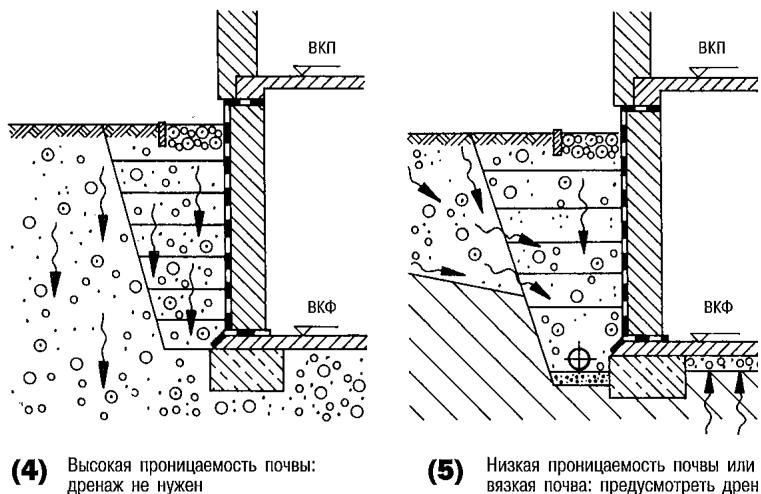 ВКП
ВКФ
ВКП
ВКФ
(4) Высокая проницаемость почвы:
дренаж не нужен
(5) Низкая проницаемость почвы или
вязкая почва: предусмотреть дрен